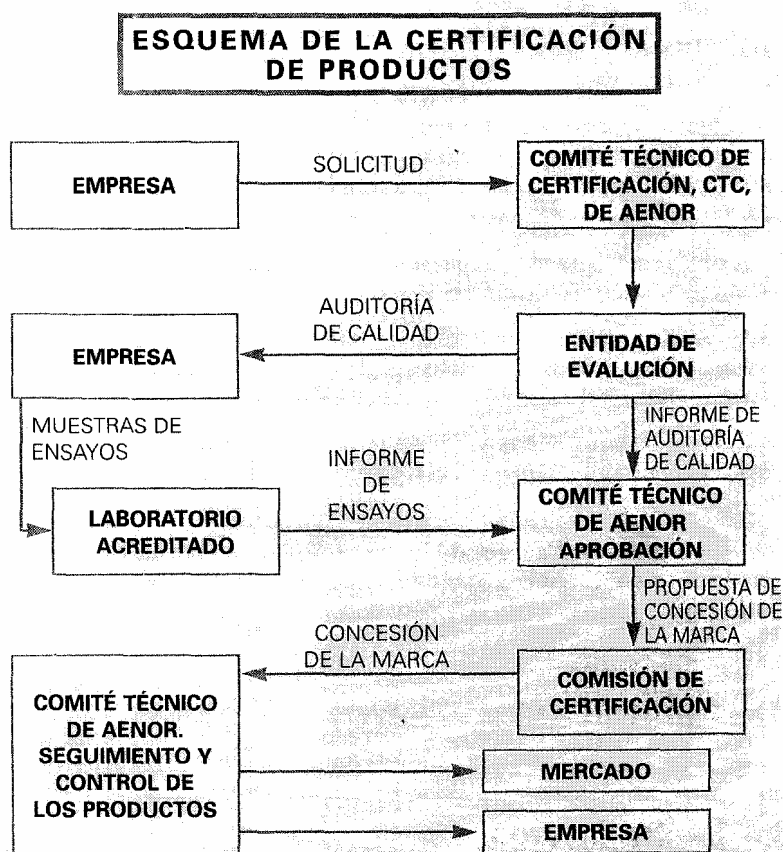 ESQUEMA DE LA CERTIFICACIÓN
DE PRODUCTOS
EMPRESA
SOLICITUD
COMITÉ TÉCNICO DE
CERTIFICACIÓN, CTC,
DE AENOR
EMPRESA
AUDITORÍA
DE CALIDAD
ENTIDAD DE
EVALUCIÓN
MUESTRAS DE
ENSAYOS
INFORME DE
AUDITORÍA
DE CALIDAD
LABORATORIO
ACREDITADO
INFORME
DE
ENSAYOS
COMITÉ TÉCNICO
DE AENOR
APROBACIÓN
PROPUESTA DE
CONCESIÓN DE
LA MARCA
CONCESIÓN
DE LA MARCA
COMISIÓN DE
CERTIFICACIÓN
COMITÉ TÉCNICO
DE AENOR.
SEGUIMIENTO Y
CONTROL DE
LOS PRODUCTOS
MERCADO
EMPRESA